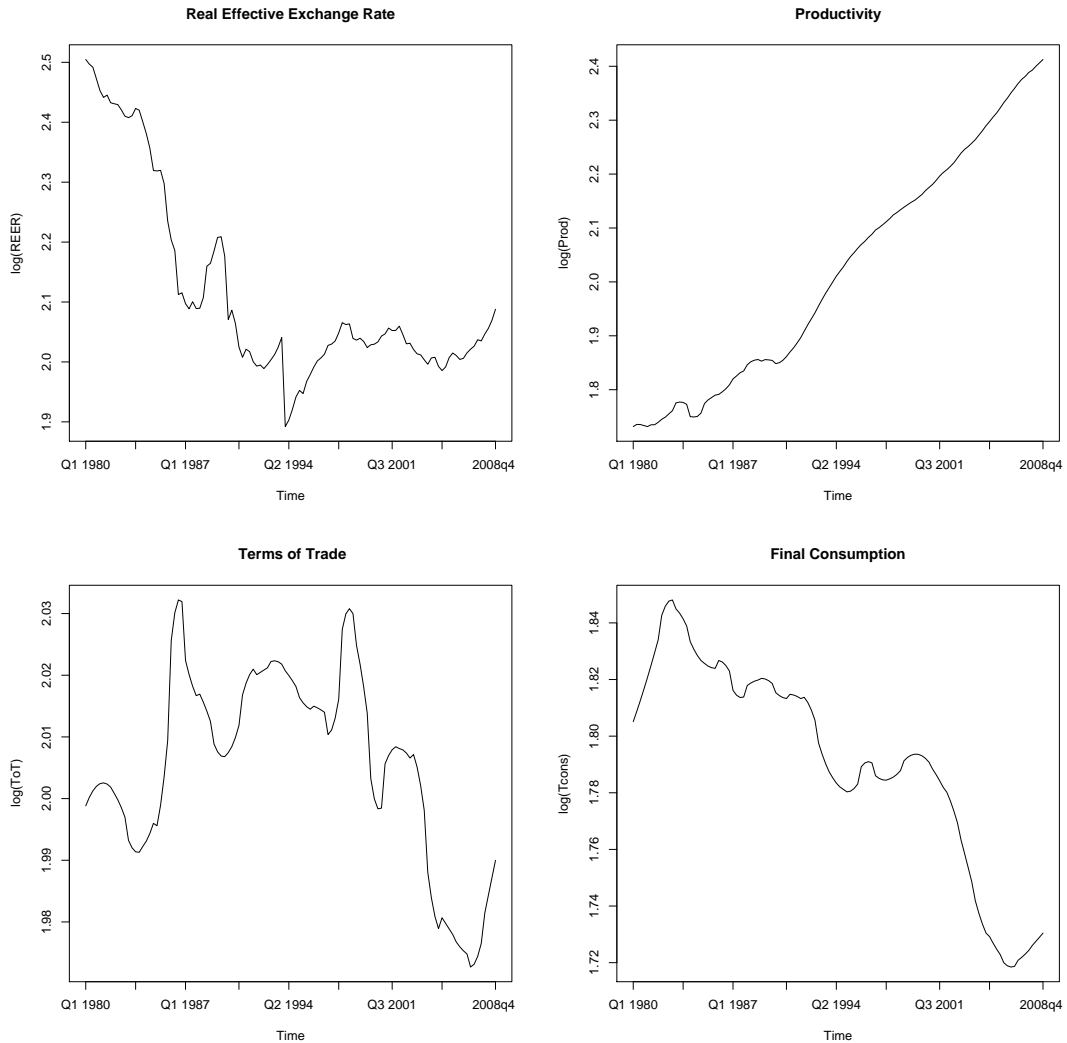 Real Effective Exchange Rate
log(REER)
2.5
2.4
2.3
2.2
2.1
2.0
1.9
Q1 1980 Q1 1987 Q2 1994 Q3 2001 2008q4
Time
Productivity
log(Prod)
2.4
2.3
2.2
2.1
2.0
1.9
1.8
Q1 1980 Q1 1987 Q2 1994 Q3 2001 2008q4
Time
Terms of Trade
log(ToT)
2.03
2.02
2.01
2.00
1.99
1.98
Q1 1980 Q1 1987 Q2 1994 Q3 2001 2008q4
Time
Final Consumption
log(Tcons)
1.84
1.82
1.80
1.78
1.76
1.74
1.72
Q1 1980 Q1 1987 Q2 1994 Q3 2001 2008q4
Time